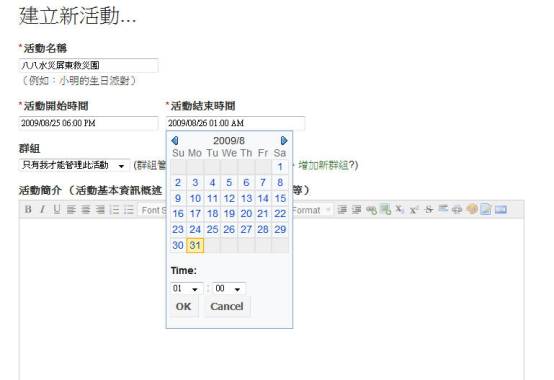 建立新活動...
*活動名稱
八八水災屏東救災團
（例如：小明的生日派對）
*活動開始時間 *活動結束時間
2009/08/25 06:00 PM 2009/08/26 01:00 AM
2009/8
Su Mo Tu We Th Fr Sa
1
2 3 4 5 6 7 8
9 10 11 12 13 14 15
16 17 18 19 20 21 22
23 24 25 26 27 28 29
30 31
Time:
01 : 00
OK Cancel
群組
只有我才能管理此活動 (群組管 ，增加新群組?)
活動簡介（活動基本資訊概述 等）
B I U Font S Format